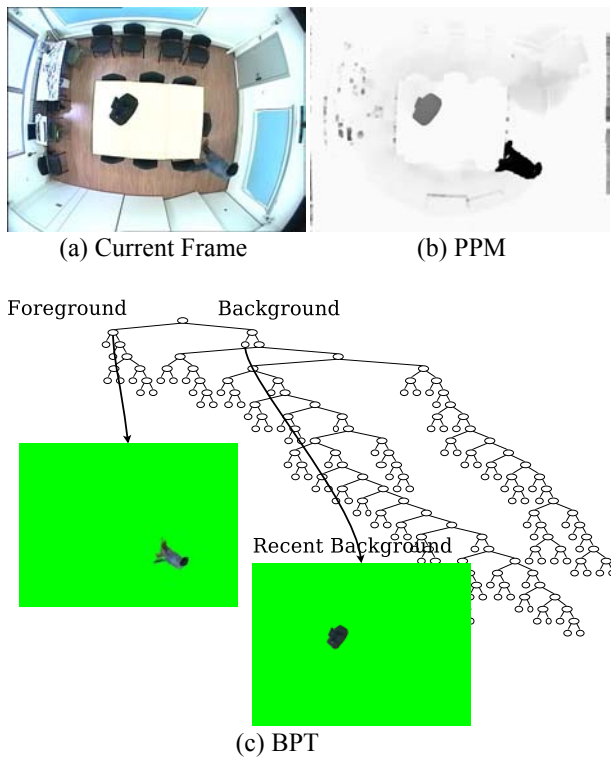 (a) Current Frame
(b) PPM
Foreground
Background
Recent Background
(c) BPT